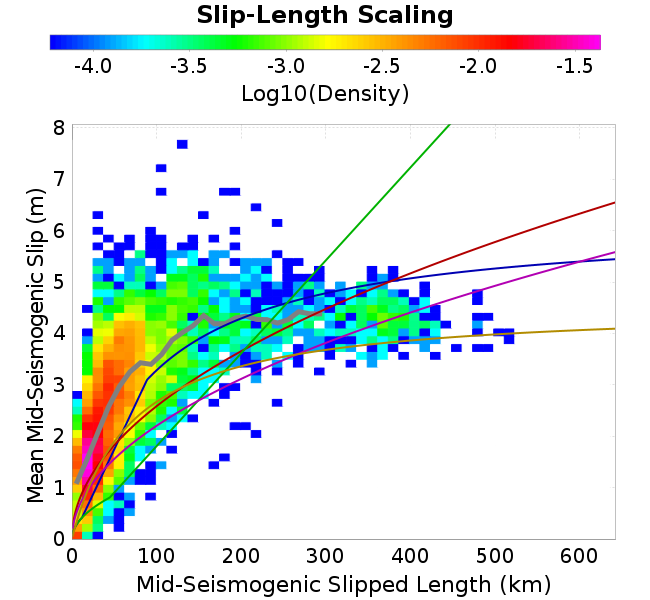 Slip-Length Scaling
-4.0 -3.5 -3.0 -2.5 -2.0 -1.5
Log10(Density)
8
7
6
5
4
3
2
1
0
Mean Mid-Seismogenic Slip (m)
0 100 200 300 400 500 600
Mid-Seismogenic Slipped Length (km)